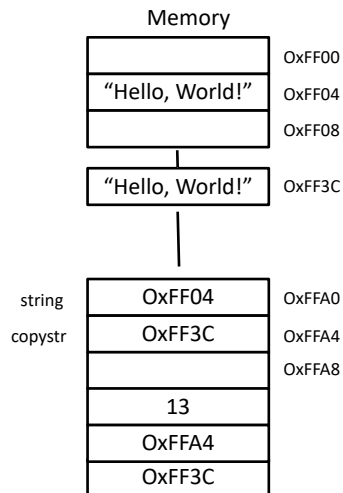 Memory
OxFF00
“Hello, World!” OxFF04
OxFF08
“Hello, World!” OxFF3C
string OxFF04 OxFFA0
copystr OxFF3C OxFFA4
OxFFA8
13
OxFFA4
OxFF3C